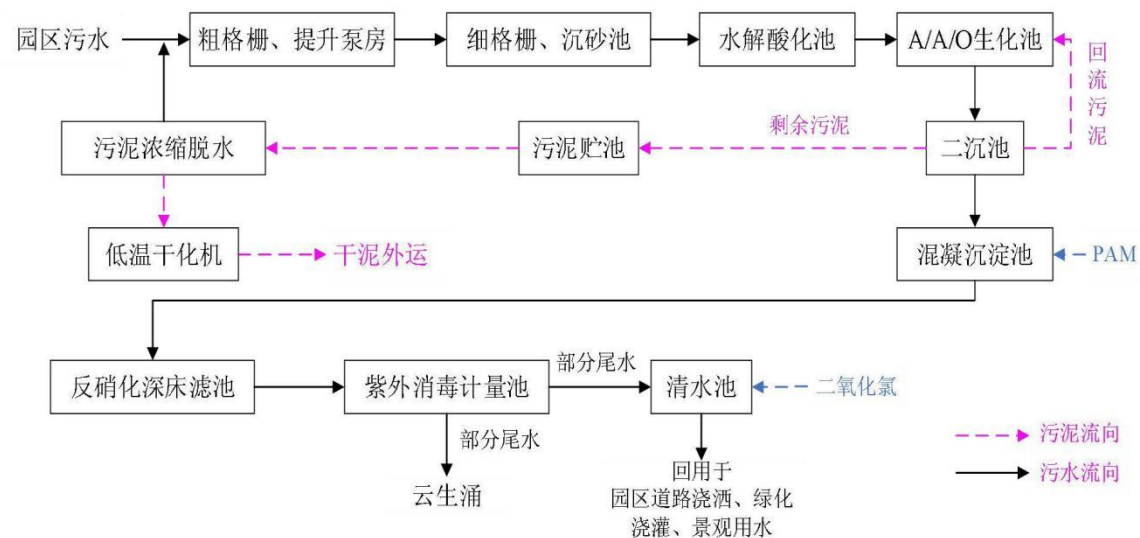 园区污水
粗格栅、提升泵房
细格栅、沉砂池
水解酸化池
A/A/O生化池
回流污泥
污泥浓缩脱水
污泥贮池
剩余污泥
二沉池
低温干化机
干泥外运
混凝沉淀池
PAM
反硝化深床滤池
紫外消毒计量池
部分尾水
清水池
二氧化氯
部分尾水
云生涌
回用于
园区道路浇洒、绿化
浇灌、景观用水
污泥流向
污水流向